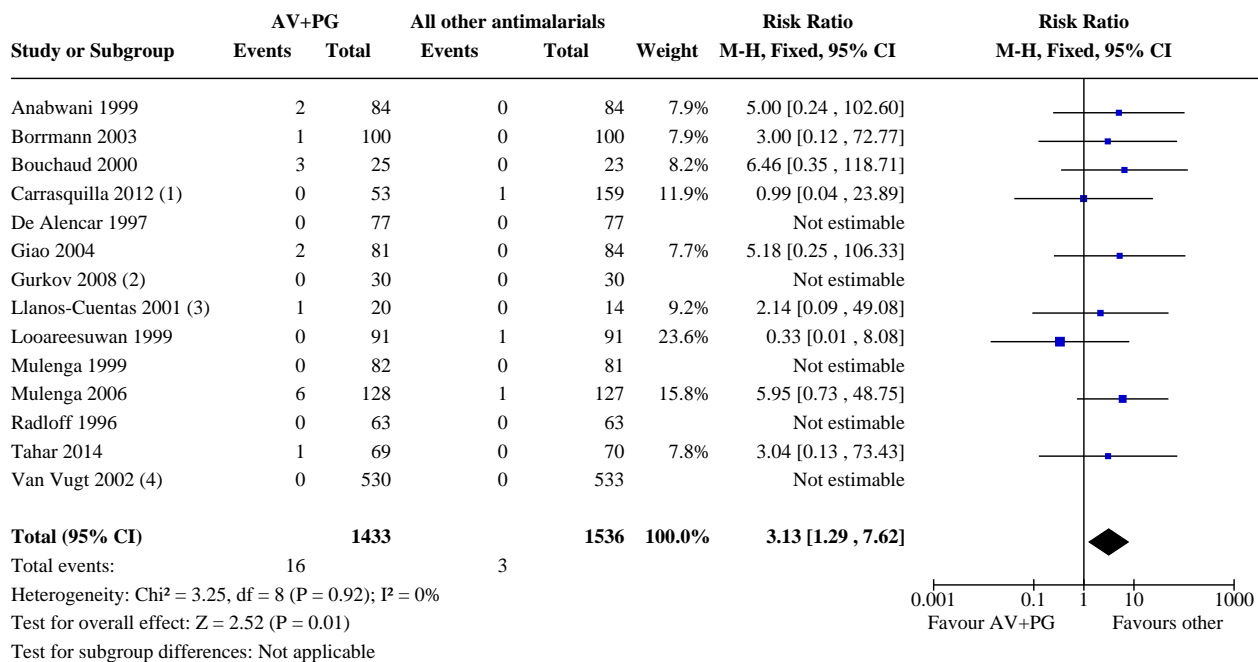 AV+PG All other antimalarials Risk Ratio Risk Ratio
Study or Subgroup Events Total Events Total Weight M-H, Fixed, 95% CI M-H, Fixed, 95% CI
Anabwani 1999 2 84 0 84 7.9% 5.00 [0.24 , 102.60]
Borrmann 2003 1 100 0 100 7.9% 3.00 [0.12 , 72.77]
Bouchaud 2000 3 25 0 23 8.2% 6.46 [0.35 , 118.71]
Carrasquilla 2012 (1) 0 53 1 159 11.9% 0.99 [0.04 , 23.89]
De Alencar 1997 0 77 0 77 Not estimable
Giao 2004 2 81 0 84 7.7% 5.18 [0.25 , 106.33]
Gurkov 2008 (2) 0 30 0 30 Not estimable
Llanos-Cuentas 2001 (3) 1 20 0 14 9.2% 2.14 [0.09 , 49.08]
Looareesuwan 1999 0 91 1 91 23.6% 0.33 [0.01 , 8.08]
Mulenga 1999 0 82 0 81 Not estimable
Mulenga 2006 6 128 1 127 15.8% 5.95 [0.73 , 48.75]
Radloff 1996 0 63 0 63 Not estimable
Tahar 2014 1 69 0 70 7.8% 3.04 [0.13 , 73.43]
Van Vugt 2002 (4) 0 530 0 533 Not estimable
Total (95% CI) 1433 1536 100.0% 3.13 [1.29 , 7.62]
Total events: 16 3
Heterogeneity: Chi² = 3.25, df = 8 (P = 0.92); I² = 0%
Test for overall effect: Z = 2.52 (P = 0.01)
Test for subgroup differences: Not applicable
0.001 0.1 1 10 1000
Favour AV+PG Favours other